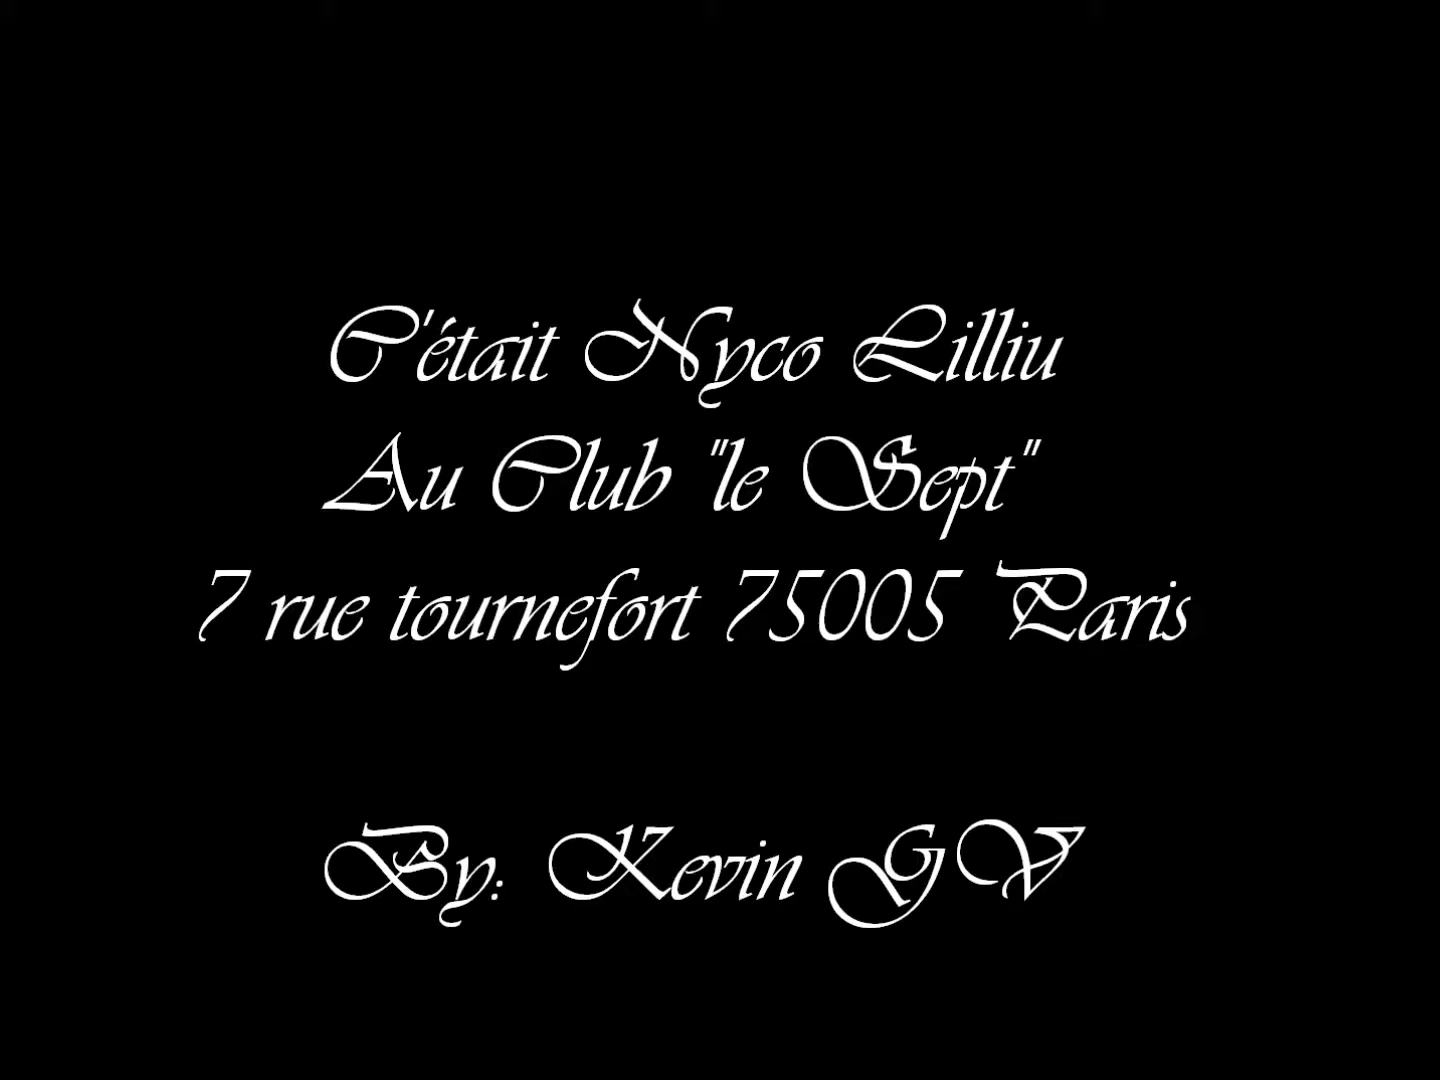 C'était Nyco Lilliu
Au Club "le Sept"
7 rue tournefort 75005 Paris
By: Kevin GV